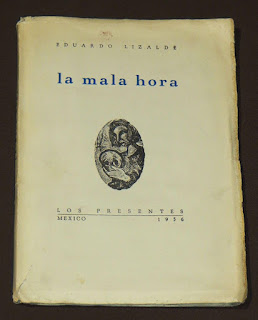 EDUARDO LIZALDE
la mala hora
LOS PRESENTES
MEXICO 1956